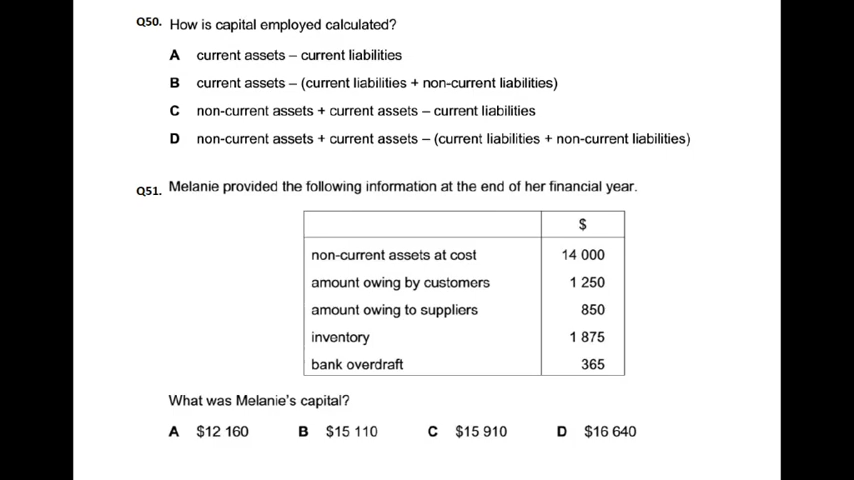 Q50. How is capital employed calculated?
A current assets – current liabilities
B current assets – (current liabilities + non-current liabilities)
C non-current assets + current assets – current liabilities
D non-current assets + current assets – (current liabilities + non-current liabilities)
Q51. Melanie provided the following information at the end of her financial year.
$
non-current assets at cost 14 000
amount owing by customers 1 250
amount owing to suppliers 850
inventory 1 875
bank overdraft 365
What was Melanie's capital?
A $12 160 B $15 110 C $15 910 D $16 640